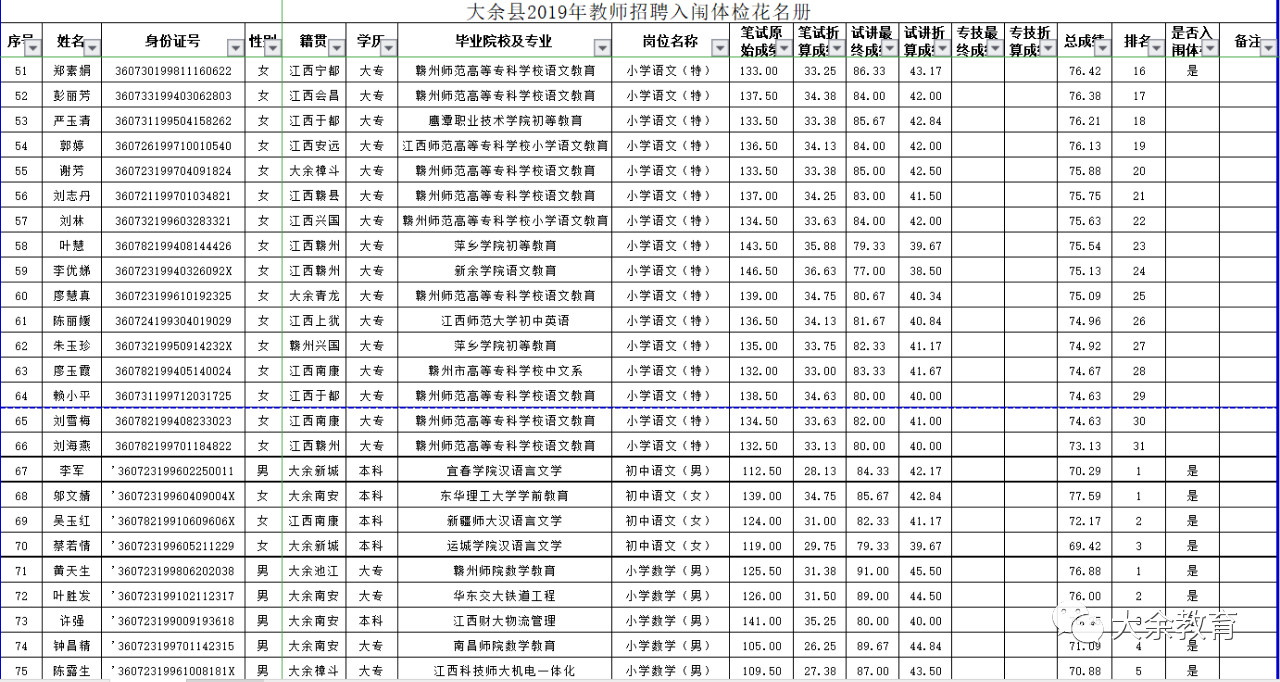 大余县2019年教师招聘入闱体检花名册
序号 姓名 身份证号 性别 籍贯 学历 毕业院校及专业 岗位名称 笔试原始成绩 笔试折算成绩 试讲最终成绩 试讲折算成绩 专技最终成绩 专技折算成绩 总成绩 排名 是否入闱体 备注
51 郑素娟 360730199811160622 女 江西宁都 大专 赣州师范高等专科学校语文教育 小学语文（特） 133.00 33.25 86.33 43.17 76.42 16 是
52 彭丽芳 360733199403062803 女 江西会昌 大专 赣州师范高等专科学校语文教育 小学语文（特） 137.50 34.38 84.00 42.00 76.38 17
53 严玉清 360731199504158262 女 江西于都 大专 鹰潭职业技术学院初等教育 小学语文（特） 133.50 33.38 85.67 42.84 76.21 18
54 郭婷 360726199710010540 女 江西安远 大专 江西师范高等专科学校小学语文教育 小学语文（特） 136.50 34.13 84.00 42.00 76.13 19
55 谢芳 360723199704091824 女 大余樟斗 大专 赣州师范高等专科学校语文教育 小学语文（特） 133.50 33.38 85.00 42.50 75.88 20
56 刘志丹 360721199701034821 女 江西赣县 大专 赣州师范高等专科学校语文教育 小学语文（特） 137.00 34.25 83.00 41.50 75.75 21
57 刘林 360732199603283321 女 江西兴国 大专 赣州师范高等专科学校小学语文教育 小学语文（特） 134.50 33.63 84.00 42.00 75.63 22
58 叶慧 360782199408144426 女 江西赣州 大专 萍乡学院初等教育 小学语文（特） 143.50 35.88 79.33 39.67 75.54 23
59 李优娣 36072319940326092X 女 江西赣州 大专 新余学院语文教育 小学语文（特） 146.50 36.63 77.00 38.50 75.13 24
60 廖慧真 360723199610192325 女 大余青龙 大专 赣州师范高等专科学校语文教育 小学语文（特） 139.00 34.75 80.67 40.34 75.09 25
61 陈丽媛 360724199304019029 女 江西上犹 大专 江西师范大学初中英语 小学语文（特） 136.50 34.13 81.67 40.84 74.96 26
62 朱玉珍 36073219950914232X 女 赣州兴国 大专 萍乡学院初等教育 小学语文（特） 135.00 33.75 82.33 41.17 74.92 27
63 廖玉霞 360782199405140024 女 江西南康 大专 赣州市高等专科学校中文系 小学语文（特） 132.00 33.00 83.33 41.67 74.67 28
64 赖小平 360731199712031725 女 江西于都 大专 赣州师范高等专科学校语文教育 小学语文（特） 138.50 34.63 80.00 40.00 74.63 29
65 刘雪梅 360782199408233023 女 江西南康 大专 赣州师范高等专科学校语文教育 小学语文（特） 134.50 33.63 82.00 41.00 74.63 30
66 刘海燕 360782199701184822 女 江西赣州 大专 赣州师范高等专科学校语文教育 小学语文（特） 132.50 33.13 80.00 40.00 73.13 31
67 李军 '360723199602250011 男 大余新城 本科 宜春学院汉语言文学 初中语文（男） 112.50 28.13 84.33 42.17 70.29 1 是
68 邬文婧 '36072319960409004X 女 大余南安 本科 东华理工大学学前教育 初中语文（女） 139.00 34.75 85.67 42.84 77.59 1 是
69 吴玉红 '36078219910609606X 女 江西南康 本科 新疆师大汉语言文学 初中语文（女） 124.00 31.00 82.33 41.17 72.17 2 是
70 蔡若倩 '360723199605211229 女 大余新城 本科 运城学院汉语言文学 初中语文（女） 119.00 29.75 79.33 39.67 69.42 3 是
71 黄天生 '360723199806202038 男 大余池江 大专 赣州师院数学教育 小学数学（男） 125.50 31.38 91.00 45.50 76.88 1 是
72 叶胜发 '360723199102112317 男 大余南安 大专 华东交大铁道工程 小学数学（男） 126.00 31.50 89.00 44.50 76.00 2 是
73 许强 '360723199009193618 男 大余南安 本科 江西财大物流管理 小学数学（男） 141.00 35.25 80.00 40.00
74 钟昌精 '360723199701142315 男 大余南安 大专 南昌师院数学教育 小学数学（男） 105.00 26.25 89.67 44.84 71.09 4 是
75 陈露生 '36072319961008181X 男 大余樟斗 大专 江西科技师大机电一体化 小学数学（男） 109.50 27.38 87.00 43.50 70.88 5 是
大余教育